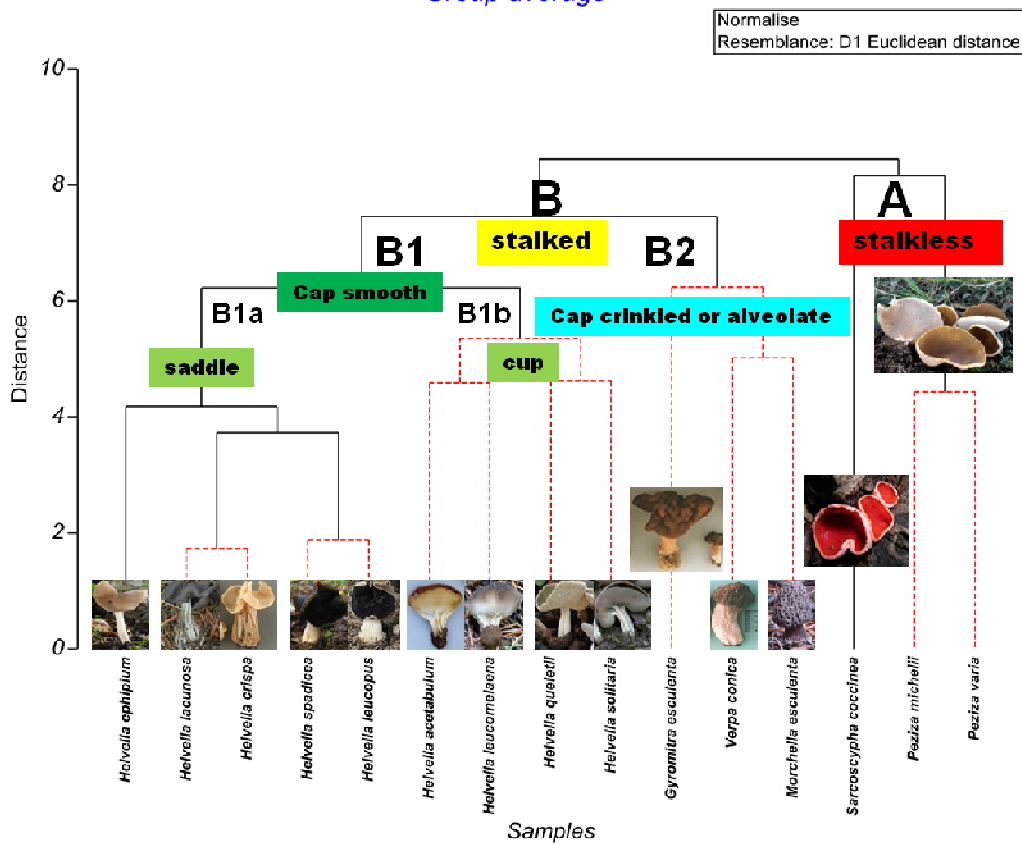 Group average
Normalise
Resemblance: D1 Euclidean distance
10
8
6
4
2
0
Distance
B
A
stalked
stalkless
B1
B2
Cap smooth
Cap crinkled or alveolate
B1a
B1b
saddle
cup
Helvella ephipium
Helvella lacunosa
Helvella crispa
Helvella spadicea
Helvella leucopus
Helvella acetabulum
Helvella leucomelaena
Helvella queletii
Helvella solitaria
Gyromitra esculenta
Verpa conica
Morchella esculenta
Sarcoscypha coccinea
Peziza michelii
Peziza varia
Samples